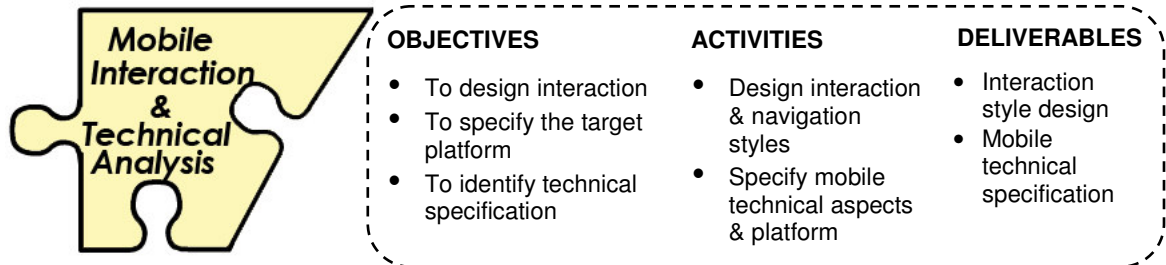 Mobile
Interaction
&
Technical
Analysis
OBJECTIVES
• To design interaction
• To specify the target
platform
• To identify technical
specification
ACTIVITIES
• Design interaction
& navigation
styles
• Specify mobile
technical aspects
& platform
DELIVERABLES
• Interaction
style design
• Mobile
technical
specification